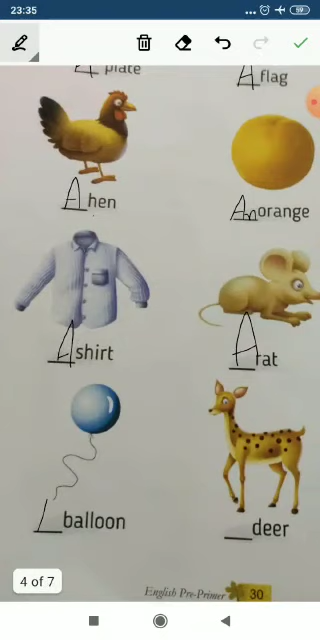 23:35
59
A plate
A flag
A hen
An orange
A shirt
A rat
balloon
deer
4 of 7
English Pre-Primer 30